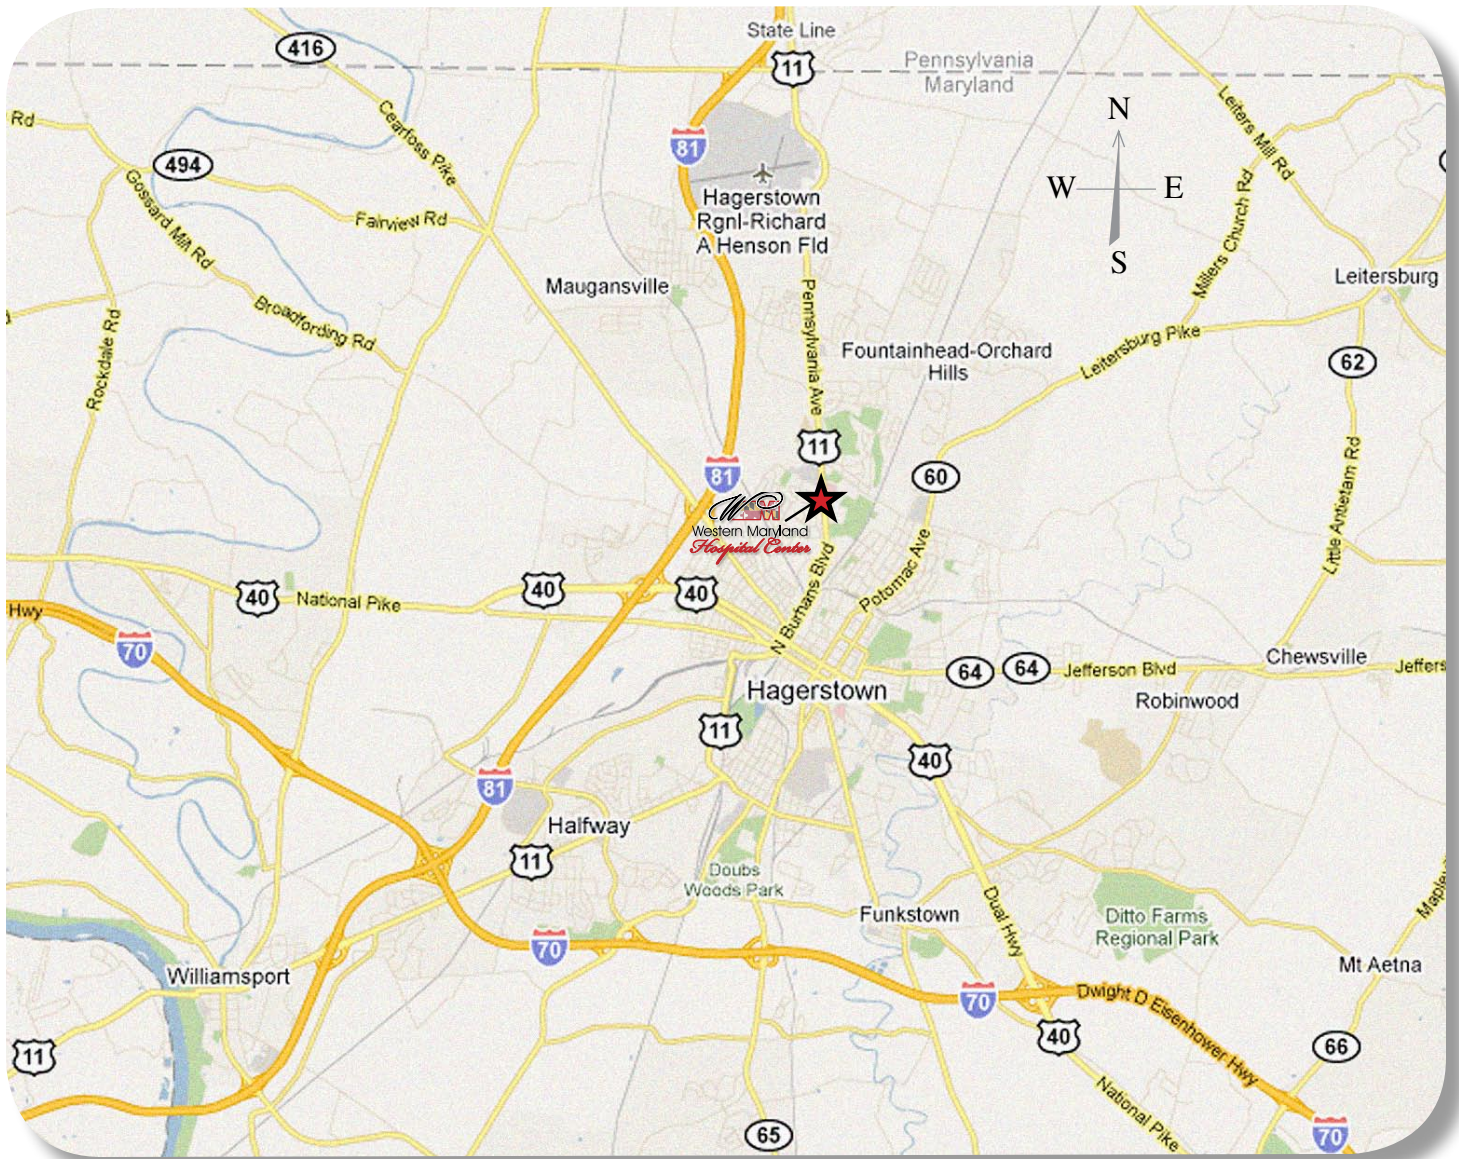 State Line
416
11
Pennsylvania
Maryland
N
W
E
S
Rd
Cearfoss Pike
Leiters Mill Rd
81
494
Gossard Mill Rd
Fairview Rd
Hagerstown
Rgnl-Richard
A Henson Fld
Millers Church Rd
Maugansville
Leitersburg
Broadfording Rd
Rockdale Rd
Pennsylvania Ave
Leitersburg Pike
Fountainhead-Orchard
Hills
62
11
81
60
Little Antietam Rd
Western Maryland
Hospital Center
N Burhans Blvd
Potomac Ave
40
National Pike
40
40
Hwy
70
Hagerstown
64
64
Jefferson Blvd
Chewsville
Jeffers
Robinwood
11
40
81
Halfway
11
Doubs
Woods Park
Funkstown
Dual Hwy
Ditto Farms
Regional Park
Maple
70
Williamsport
Mt Aetna
70
Dwight D Eisenhower Hwy
11
40
66
National Pike
65
70